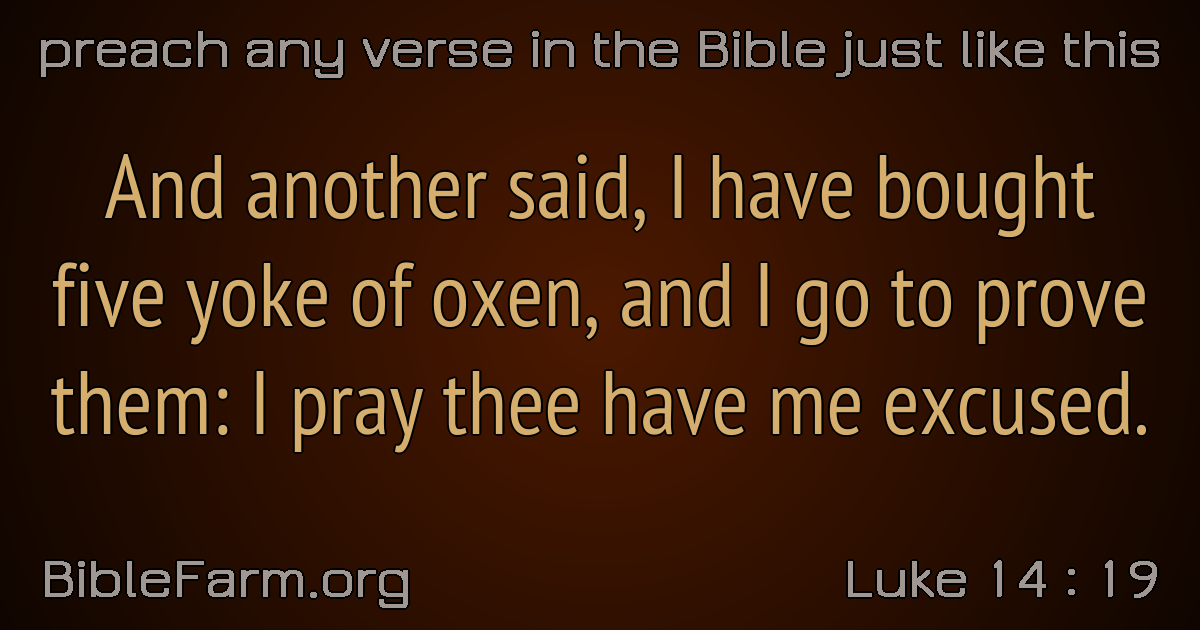 preach any verse in the Bible just like this
And another said, I have bought
five yoke of oxen, and I go to prove
them: I pray thee have me excused.
BibleFarm.org
Luke 14 : 19